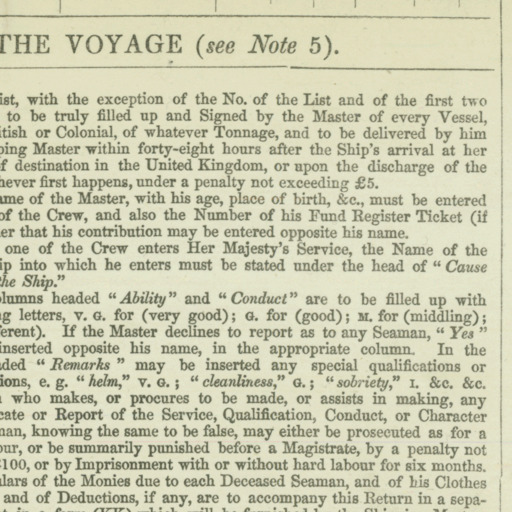 THE VOYAGE (see Note 5).
ist, with the exception of the No. of the List and of the first two
to be truly filled up and Signed by the Master of every Vessel,
itish or Colonial, of whatever Tonnage, and to be delivered by him
ping Master within forty-eight hours after the Ship's arrival at her
f destination in the United Kingdom, or upon the discharge of the
hever first happens, under a penalty not exceeding £5.
ame of the Master, with his age, place of birth, &c., must be entered
of the Crew, and also the Number of his Fund Register Ticket (if
er that his contribution may be entered opposite his name.
one of the Crew enters Her Majesty's Service, the Name of the
ip into which he enters must be stated under the head of "Cause
the Ship."
olumns headed "Ability" and "Conduct" are to be filled up with
ng letters, V. G. for (very good); G. for (good); M. for (middling);
ferent). If the Master declines to report as to any Seaman, "Yes"
inserted opposite his name, in the appropriate column. In the
ded "Remarks" may be inserted any special qualifications or
ions, e. g. "helm," V. G.; "cleanliness," G.; "sobriety," I. &c. &c.
who makes, or procures to be made, or assists in making, any
cate or Report of the Service, Qualification, Conduct, or Character
man, knowing the same to be false, may either be prosecuted as for a
our, or be summarily punished before a Magistrate, by a penalty not
£100, or by Imprisonment with or without hard labour for six months.
lars of the Monies due to each Deceased Seaman, and of his Clothes
and of Deductions, if any, are to accompany this Return in a sepa-